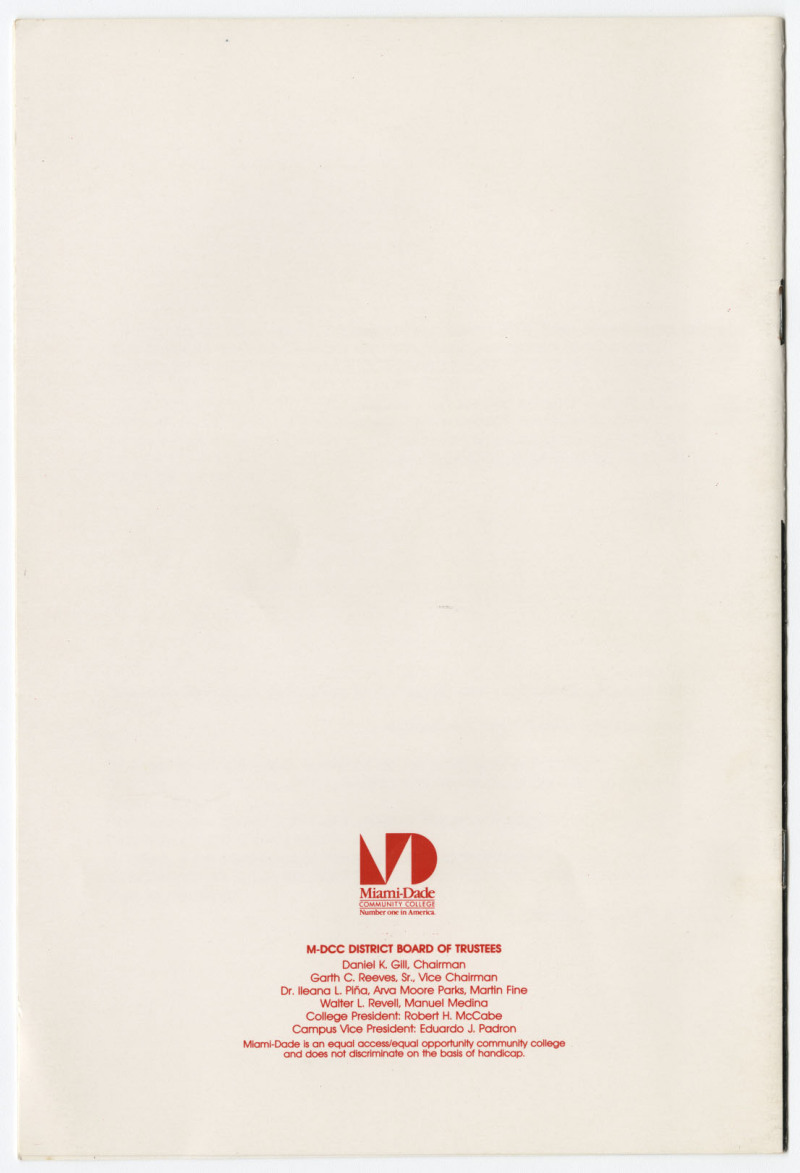 MD
Miami-Dade
COMMUNITY COLLEGE
Number one in America.
M-DCC DISTRICT BOARD OF TRUSTEES
Daniel K. Gill, Chairman
Garth C. Reeves, Sr., Vice Chairman
Dr. Ileana L. Piña, Arva Moore Parks, Martin Fine
Walter L. Revell, Manuel Medina
College President: Robert H. McCabe
Campus Vice President: Eduardo J. Padron
Miami-Dade is an equal access/equal opportunity community college
and does not discriminate on the basis of handicap.